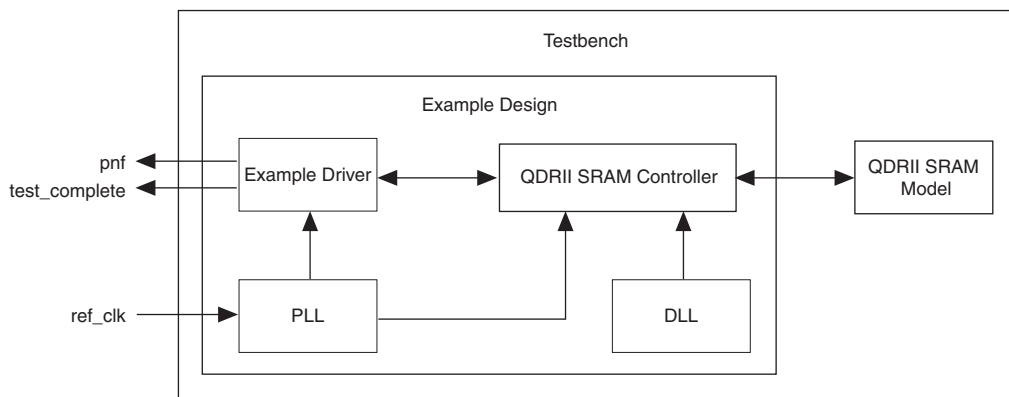 Testbench
Example Design
pnf
test_complete
Example Driver
QDRII SRAM Controller
QDRII SRAM
Model
ref_clk
PLL
DLL